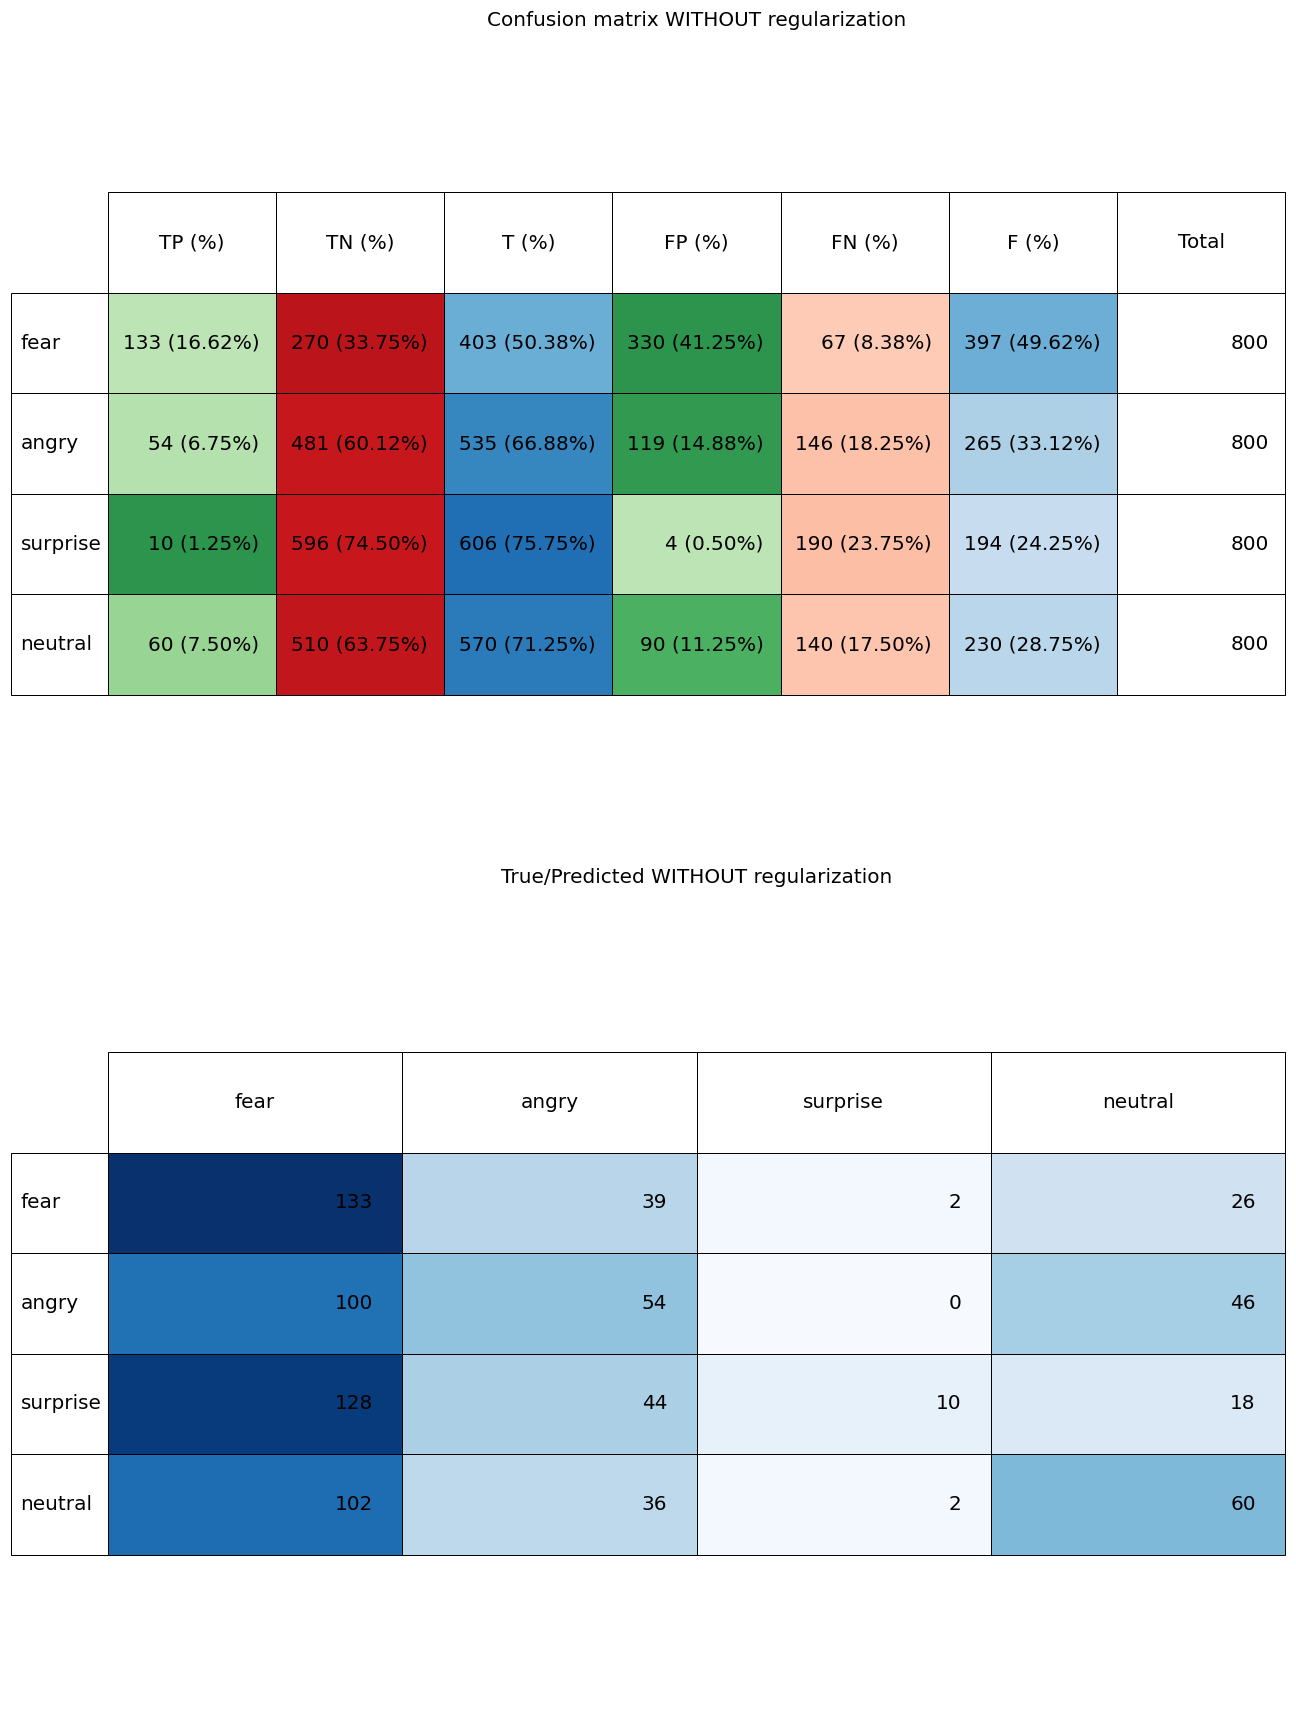 Confusion matrix WITHOUT regularization
TP (%) TN (%) T (%) FP (%) FN (%) F (%) Total
fear 133 (16.62%) 270 (33.75%) 403 (50.38%) 330 (41.25%) 67 (8.38%) 397 (49.62%) 800
angry 54 (6.75%) 481 (60.12%) 535 (66.88%) 119 (14.88%) 146 (18.25%) 265 (33.12%) 800
surprise 10 (1.25%) 596 (74.50%) 606 (75.75%) 4 (0.50%) 190 (23.75%) 194 (24.25%) 800
neutral 60 (7.50%) 510 (63.75%) 570 (71.25%) 90 (11.25%) 140 (17.50%) 230 (28.75%) 800
True/Predicted WITHOUT regularization
fear angry surprise neutral
fear 133 39 2 26
angry 100 54 0 46
surprise 128 44 10 18
neutral 102 36 2 60